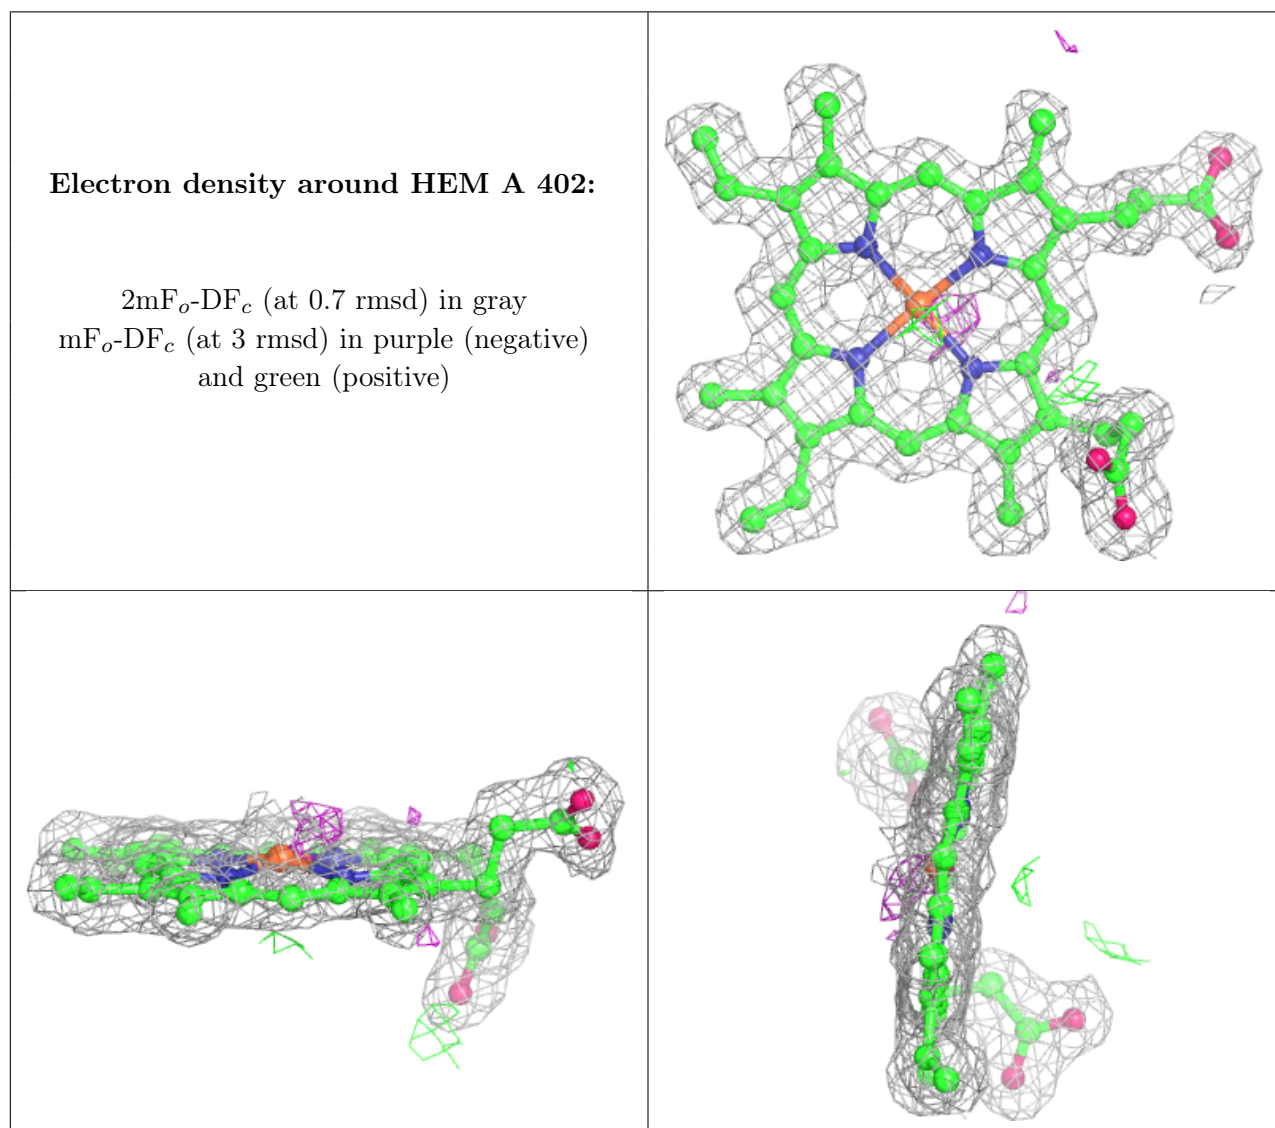 Electron density around HEM A 402:
2mFₒ-DF𝒸 (at 0.7 rmsd) in gray
mFₒ-DF𝒸 (at 3 rmsd) in purple (negative)
and green (positive)